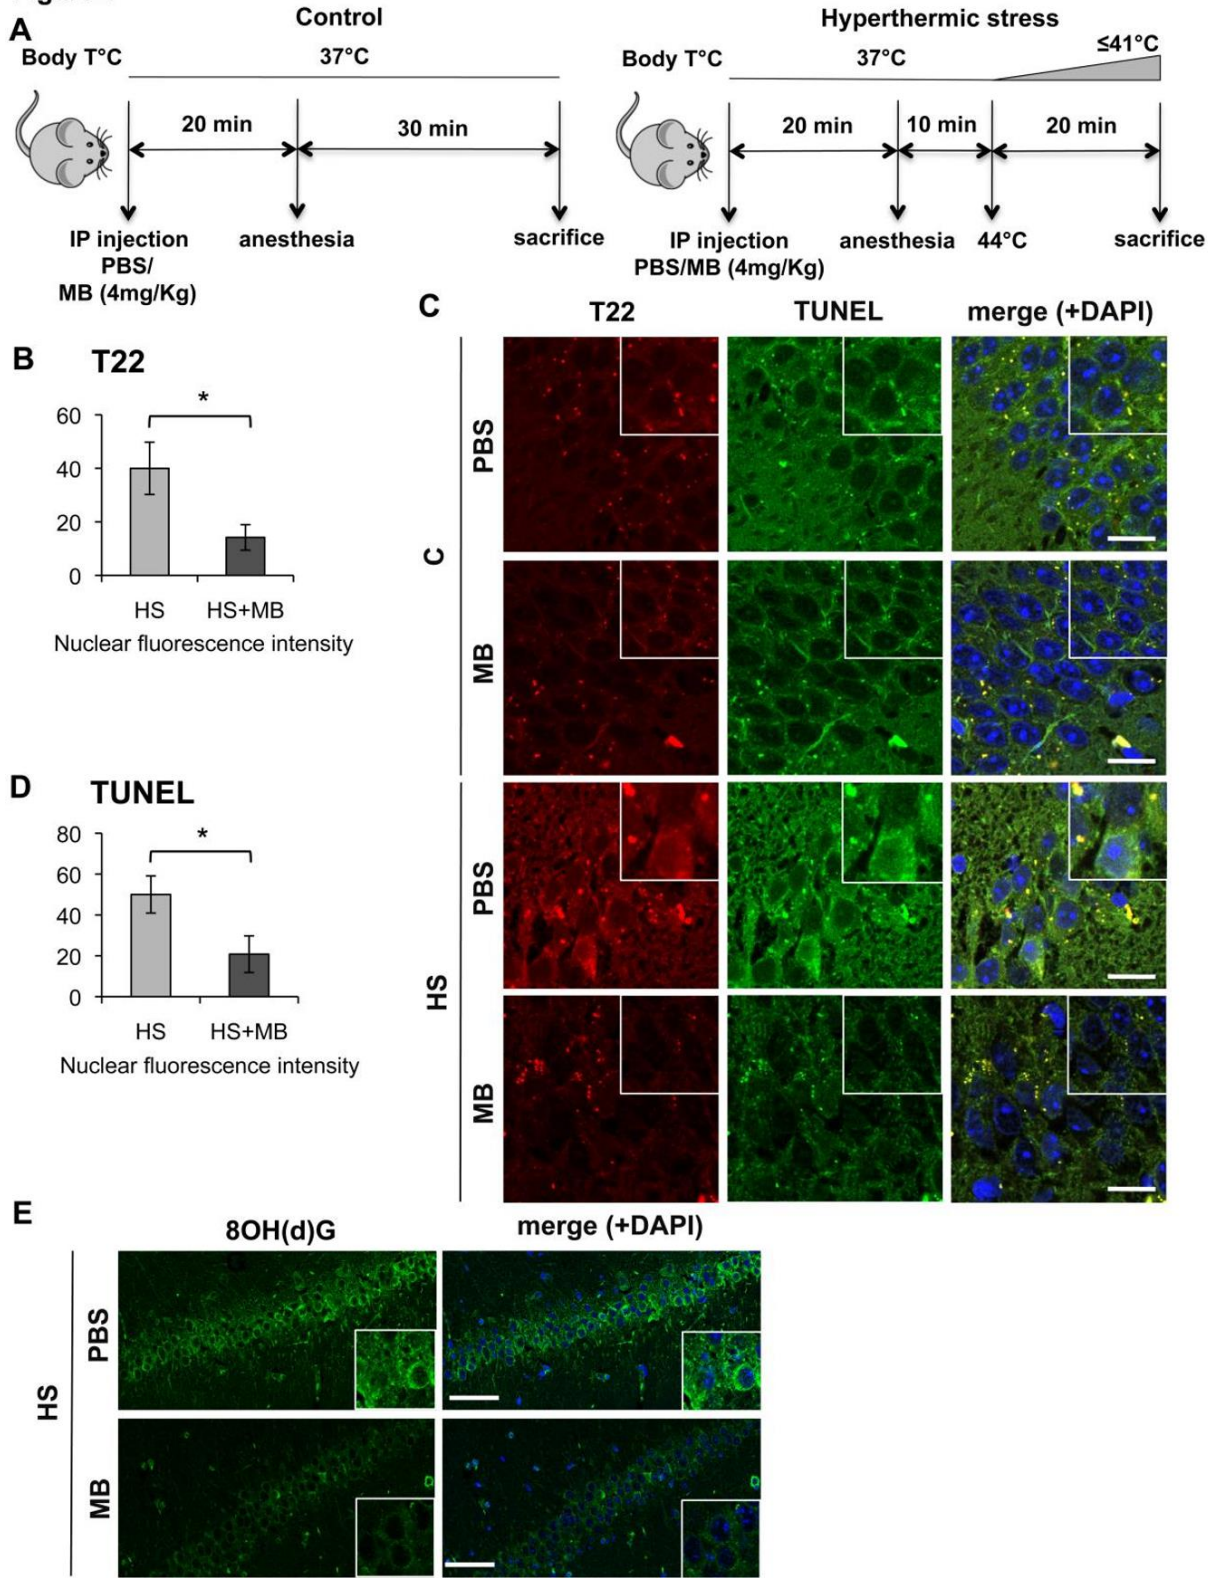 A
Control
Body T°C
37°C
20 min
30 min
IP injection
PBS/
MB (4mg/Kg)
anesthesia
sacrifice
Hyperthermic stress
Body T°C
37°C
≤41°C
20 min
10 min
20 min
IP injection
PBS/MB (4mg/Kg)
anesthesia
44°C
sacrifice
B
T22
60
40
20
0
*
HS
HS+MB
Nuclear fluorescence intensity
C
T22
TUNEL
merge (+DAPI)
C
PBS
MB
HS
PBS
MB
D
TUNEL
80
60
40
20
0
*
HS
HS+MB
Nuclear fluorescence intensity
E
8OH(d)G
merge (+DAPI)
HS
PBS
MB